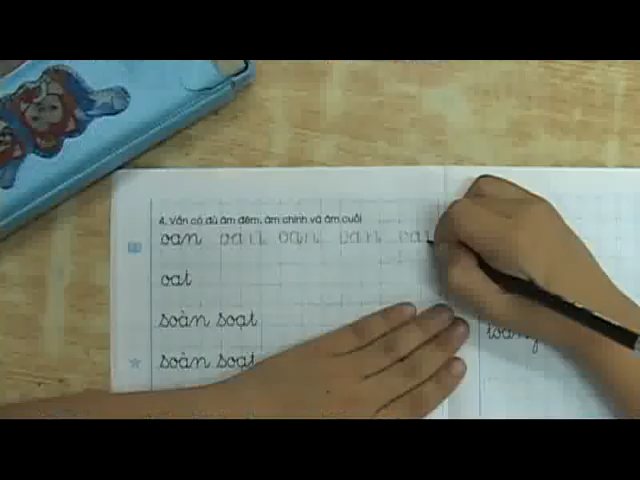 4. Vần có đủ âm đệm, âm chính và âm cuối
oan oan oan oan oan
oat
soàn soạt
soàn soạt